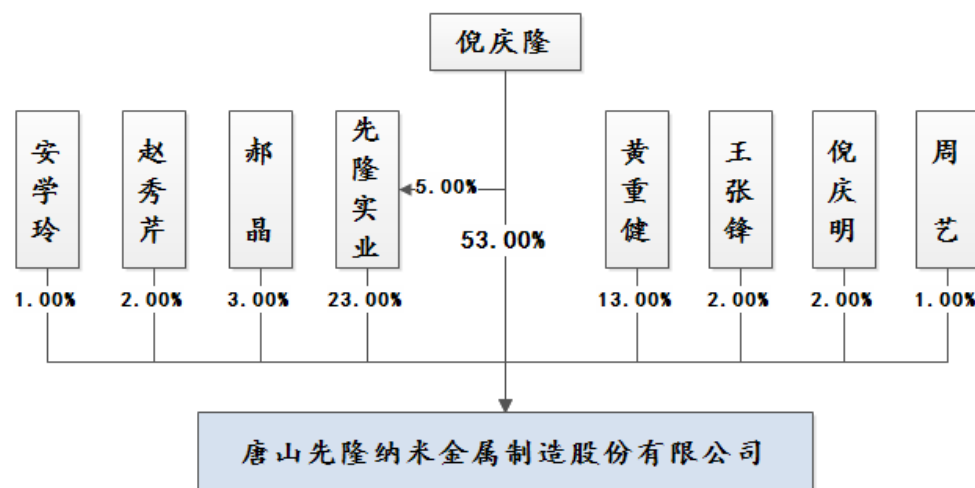 倪庆隆
安学玲
赵秀芹
郝晶
先隆实业
黄重健
王张锋
倪庆明
周艺
5.00%
53.00%
1.00%
2.00%
3.00%
23.00%
13.00%
2.00%
2.00%
1.00%
唐山先隆纳米金属制造股份有限公司